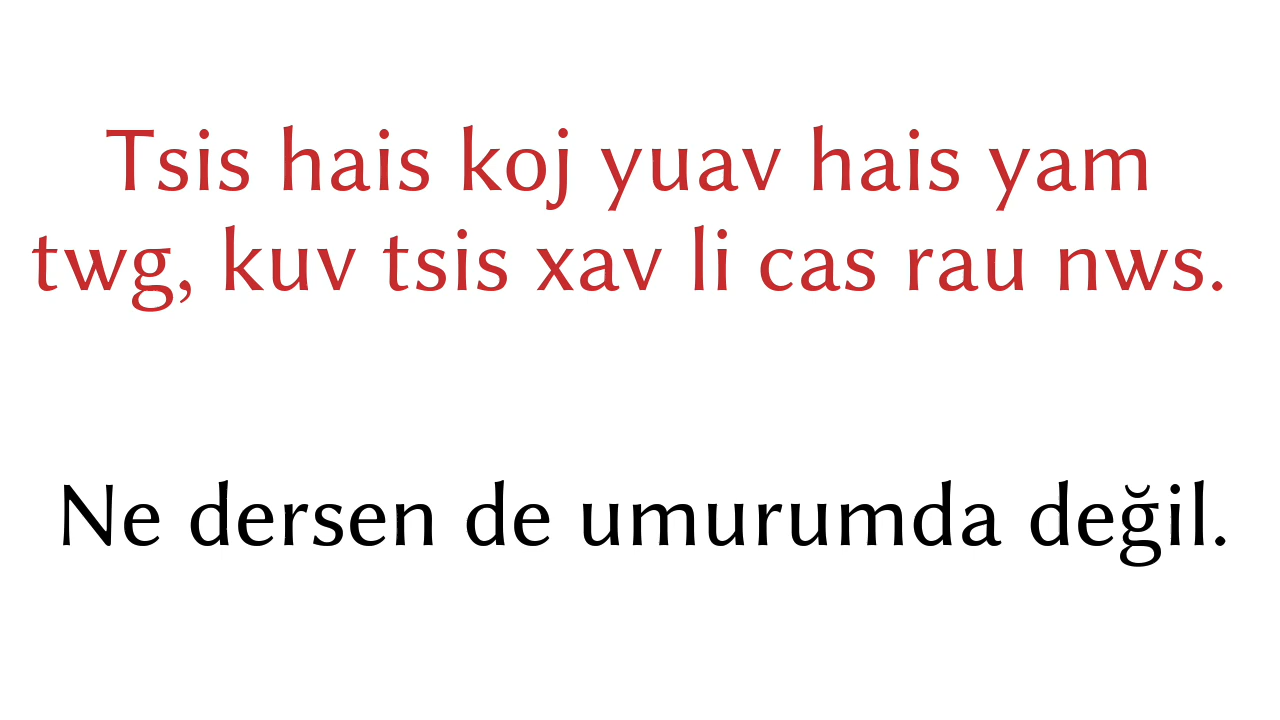 Tsis hais koj yuav hais yam
twg, kuv tsis xav li cas rau nws.
Ne dersen de umurumda değil.